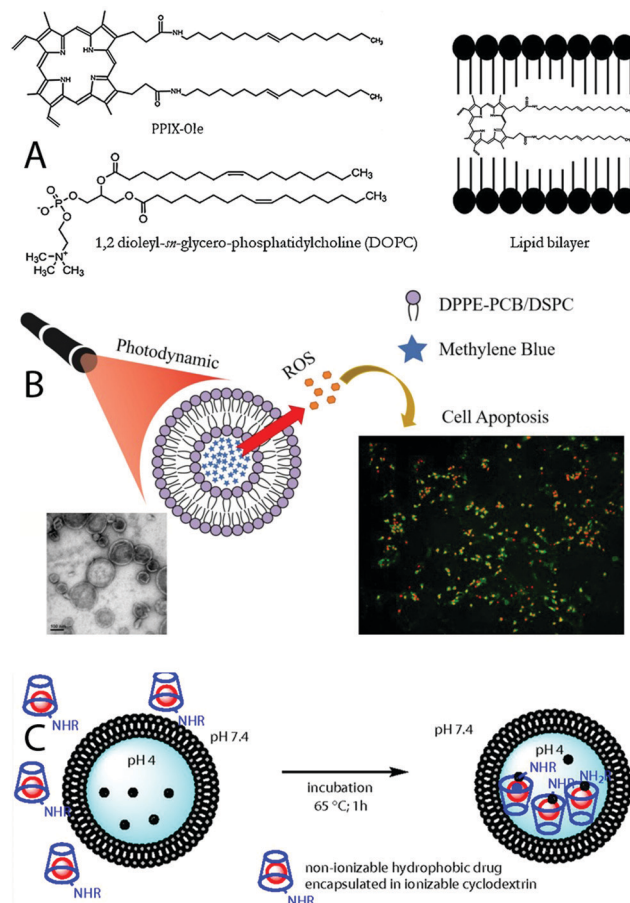 PPIX-Ole
A
1,2 dioleyl-sn-glycero-phosphatidylcholine (DOPC)
Lipid bilayer
DPPE-PCB/DSPC
Methylene Blue
B
Photodynamic
ROS
Cell Apoptosis
100 nm
C
NHR
NHR
NHR
NHR
pH 7.4
pH 4
incubation
65 °C; 1h
pH 7.4
pH 4
NHR
NHR
NH2R
non-ionizable hydrophobic drug
encapsulated in ionizable cyclodextrin
NHR